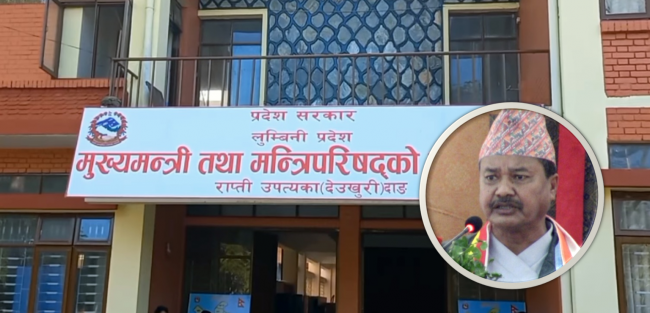 प्रदेश सरकार
लुम्बिनी प्रदेश
मुख्यमन्त्री तथा मन्त्रिपरिषद्को
राप्ती उपत्यका(देउखुरी)दाङ